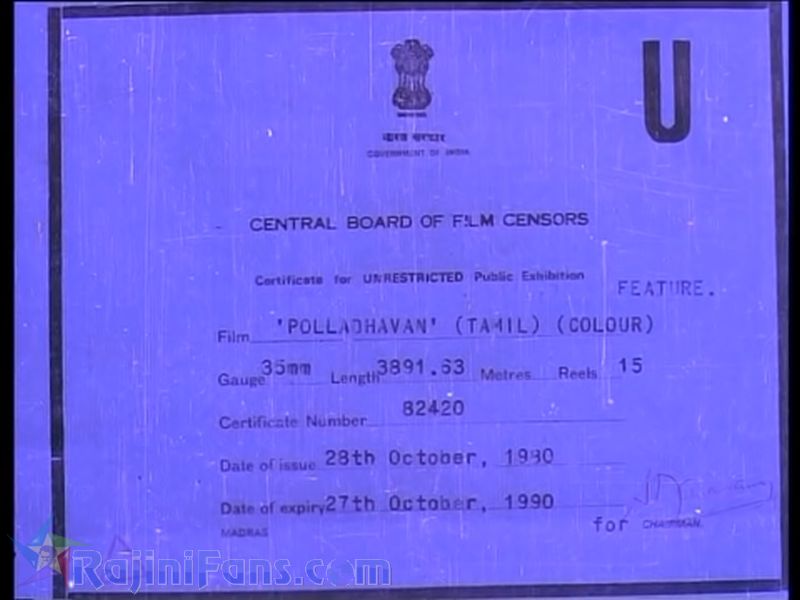 U
भारत सरकार
GOVERNMENT OF INDIA
CENTRAL BOARD OF FILM CENSORS
Certificate for UNRESTRICTED Public Exhibition
FEATURE.
Film 'POLLADHAVAN' (TAMIL) (COLOUR)
Gauge 35mm Length 3891.63 Metres Reels 15
Certificate Number 82420
Date of issue 28th October, 1980
Date of expiry 27th October, 1990
MADRAS
for CHAIRMAN.
RajiniFans.com